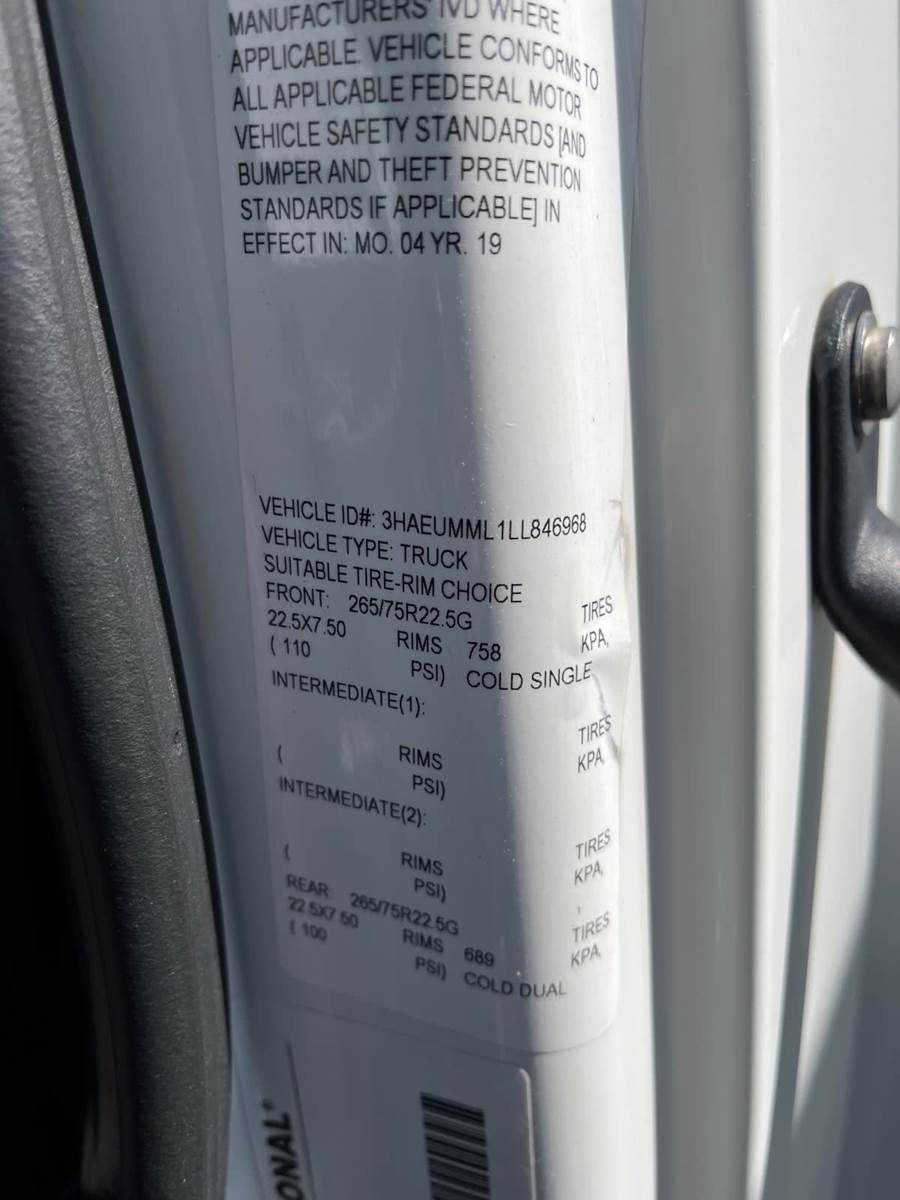 MANUFACTURERS' IVD WHERE
APPLICABLE. VEHICLE CONFORMS TO
ALL APPLICABLE FEDERAL MOTOR
VEHICLE SAFETY STANDARDS [AND
BUMPER AND THEFT PREVENTION
STANDARDS IF APPLICABLE] IN
EFFECT IN: MO. 04 YR. 19
VEHICLE ID#: 3HAEUMML1LL846968
VEHICLE TYPE: TRUCK
SUITABLE TIRE-RIM CHOICE
FRONT: 265/75R22.5G TIRES
22.5X7.50 RIMS 758 KPA,
( 110 PSI) COLD SINGLE
INTERMEDIATE(1):
TIRES
RIMS KPA,
( PSI)
INTERMEDIATE(2):
TIRES
RIMS KPA,
( PSI)
REAR: 265/75R22.5G TIRES
22.5X7.50 RIMS 689 KPA,
( 100 PSI) COLD DUAL
ONAL®